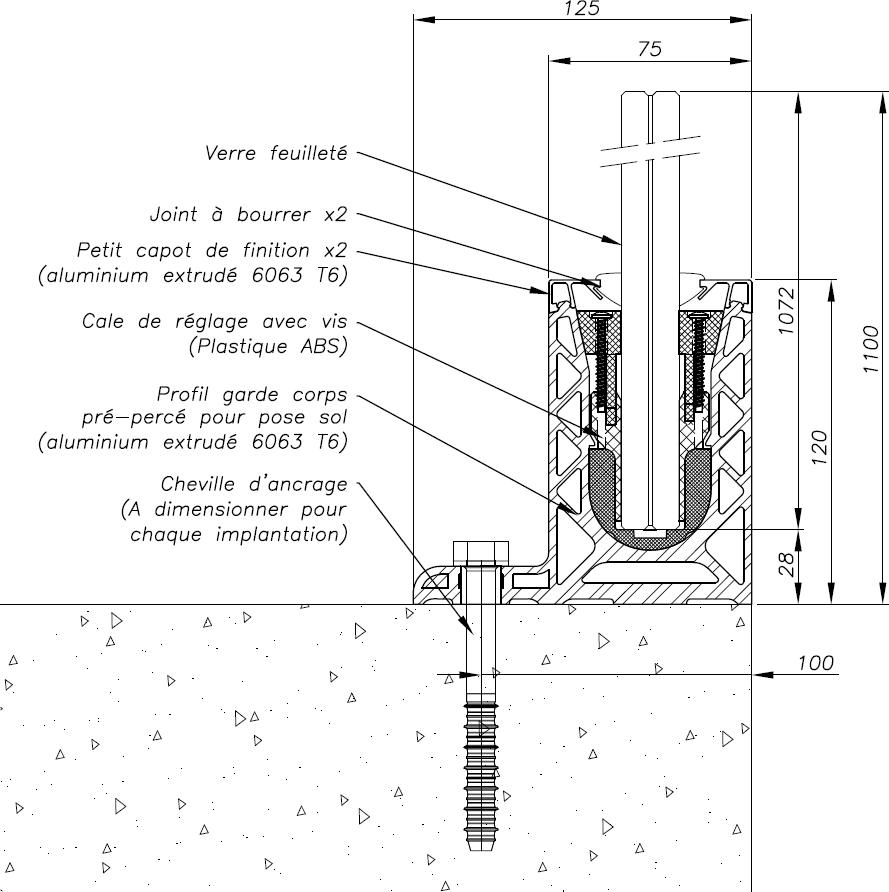 125
75
Verre feuilleté
Joint à bourrer x2
Petit capot de finition x2
(aluminium extrudé 6063 T6)
Cale de réglage avec vis
(Plastique ABS)
Profil garde corps
pré-percé pour pose sol
(aluminium extrudé 6063 T6)
Cheville d'ancrage
(A dimensionner pour
chaque implantation)
1072
1100
120
28
100